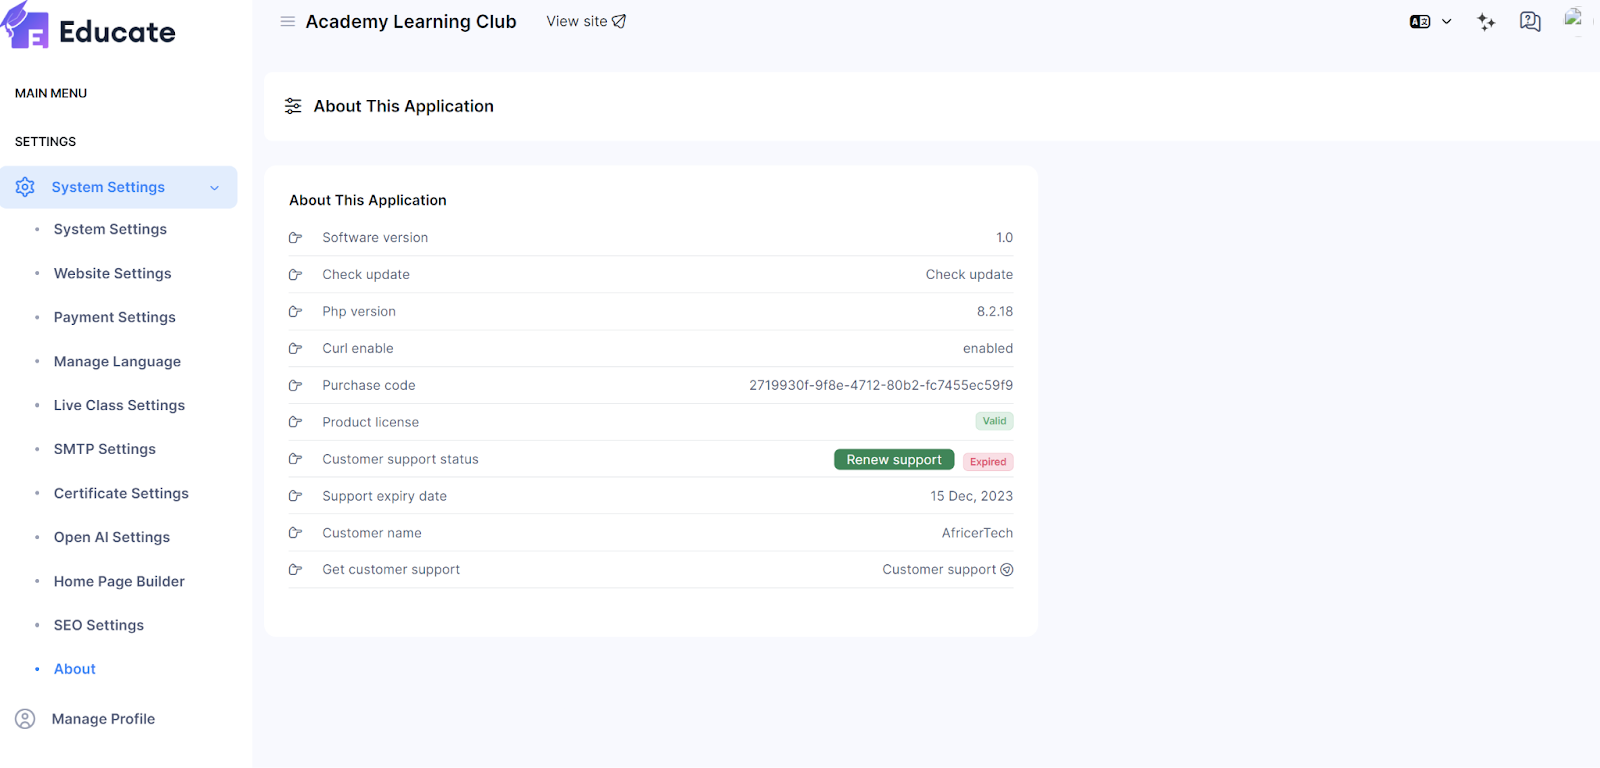 Educate
Academy Learning Club View site
MAIN MENU
SETTINGS
System Settings
System Settings
Website Settings
Payment Settings
Manage Language
Live Class Settings
SMTP Settings
Certificate Settings
Open AI Settings
Home Page Builder
SEO Settings
About
Manage Profile
About This Application
About This Application
Software version 1.0
Check update Check update
Php version 8.2.18
Curl enable enabled
Purchase code 2719930f-9f8e-4712-80b2-fc7455ec59f9
Product license Valid
Customer support status Renew support Expired
Support expiry date 15 Dec, 2023
Customer name AfricerTech
Get customer support Customer support